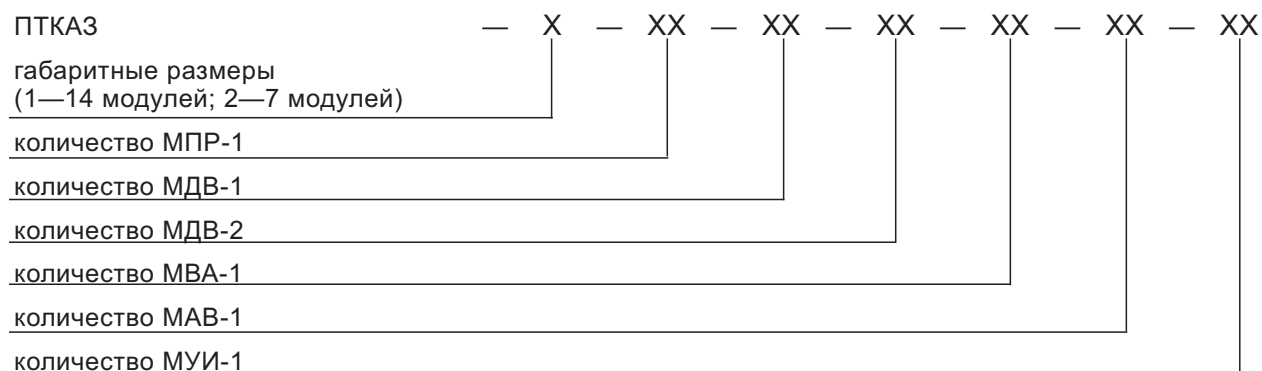 ПТКАЗ — X — XX — XX — XX — XX — XX — XX
габаритные размеры
(1—14 модулей; 2—7 модулей)
количество МПР-1
количество МДВ-1
количество МДВ-2
количество МВА-1
количество МАВ-1
количество МУИ-1